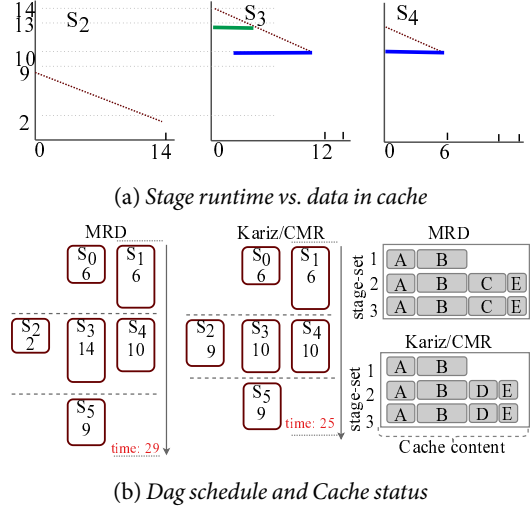 14
13
10
9
2
S2
S3
S4
0
14
0
12
0
6
(a) Stage runtime vs. data in cache
MRD
S0
6
S1
6
S2
2
S3
14
S4
10
S5
9
time: 29
Kariz/CMR
S0
6
S1
6
S2
9
S3
10
S4
10
S5
9
time: 25
MRD
stage-set
1
A B
2
A B C E
3
A B C E
Kariz/CMR
stage-set
1
A B
2
A B D E
3
A B D E
Cache content
(b) Dag schedule and Cache status